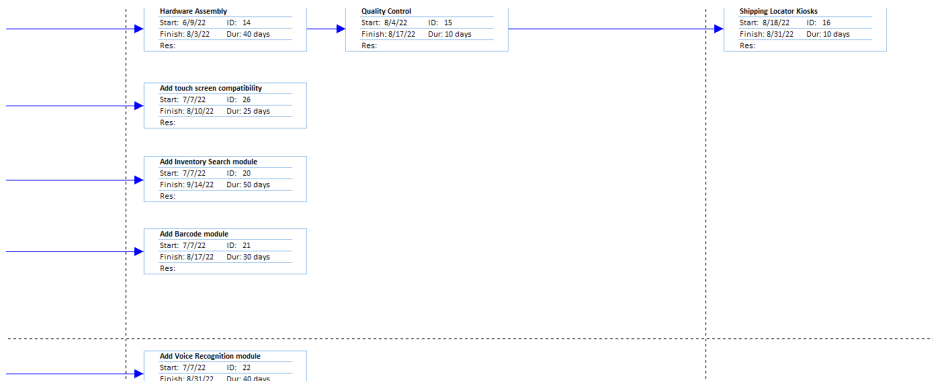 Hardware Assembly
Start: 6/9/22 ID: 14
Finish: 8/3/22 Dur: 40 days
Res:
Quality Control
Start: 8/4/22 ID: 15
Finish: 8/17/22 Dur: 10 days
Res:
Shipping Locator Kiosks
Start: 8/18/22 ID: 16
Finish: 8/31/22 Dur: 10 days
Res:
Add touch screen compatibility
Start: 7/7/22 ID: 26
Finish: 8/10/22 Dur: 25 days
Res:
Add Inventory Search module
Start: 7/7/22 ID: 20
Finish: 9/14/22 Dur: 50 days
Res:
Add Barcode module
Start: 7/7/22 ID: 21
Finish: 8/17/22 Dur: 30 days
Res:
Add Voice Recognition module
Start: 7/7/22 ID: 22
Finish: 8/31/22 Dur: 40 days